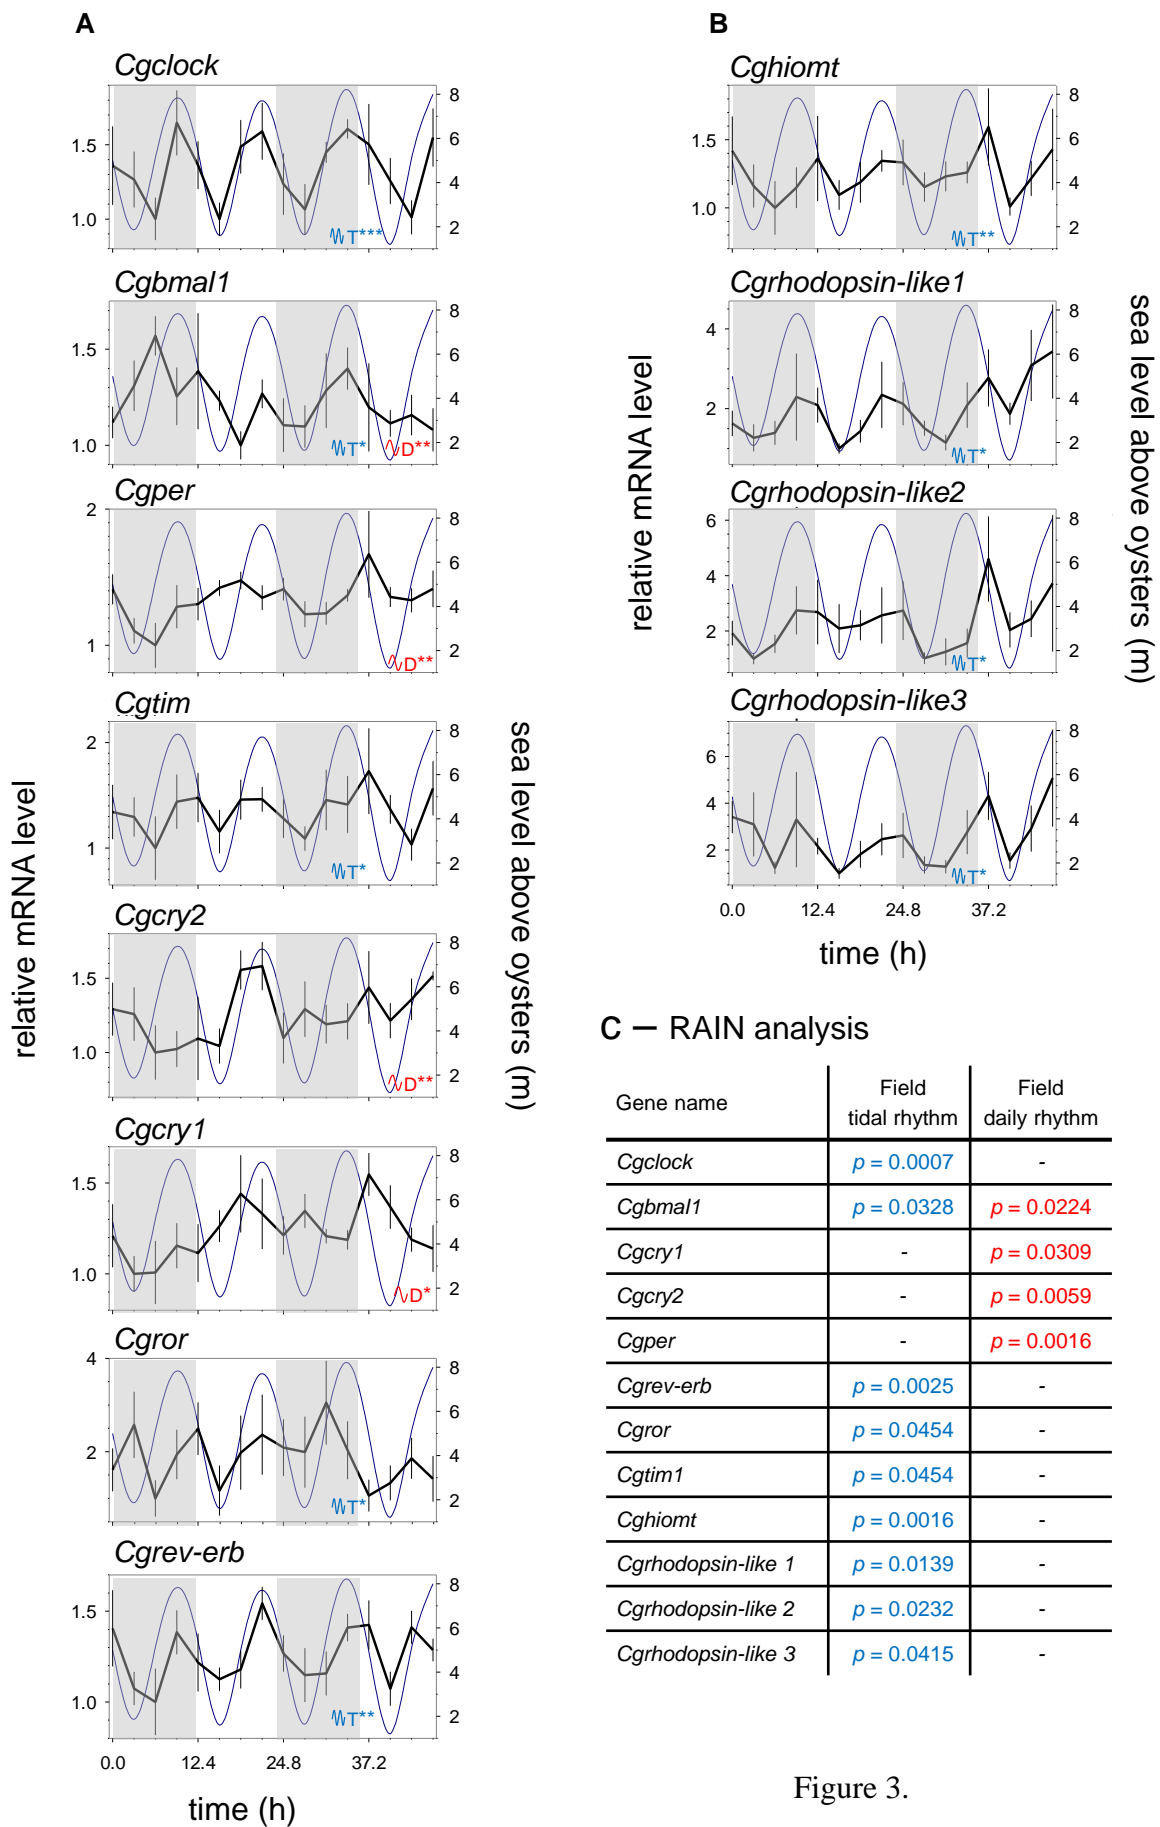 A
Cgclock
1.5
1.0
8
6
4
2
T***
Cgbmal1
1.5
1.0
8
6
4
2
T*
D**
Cgper
2
1
8
6
4
2
D**
Cgtim
2
1
8
6
4
2
T*
Cgcry2
1.5
1.0
8
6
4
2
D**
Cgcry1
1.5
1.0
8
6
4
2
D*
Cgror
4
2
8
6
4
2
T*
Cgrev-erb
1.5
1.0
8
6
4
2
T**
0.0 12.4 24.8 37.2
time (h)
relative mRNA level
sea level above oysters (m)
B
Cghiomt
1.5
1.0
8
6
4
2
T**
Cgrhodopsin-like1
4
2
8
6
4
2
T*
Cgrhodopsin-like2
6
4
2
8
6
4
2
T*
Cgrhodopsin-like3
6
4
2
8
6
4
2
T*
0.0 12.4 24.8 37.2
time (h)
relative mRNA level
sea level above oysters (m)
C – RAIN analysis
Gene name Field tidal rhythm Field daily rhythm
Cgclock p = 0.0007 -
Cgbmal1 p = 0.0328 p = 0.0224
Cgcry1 - p = 0.0309
Cgcry2 - p = 0.0059
Cgper - p = 0.0016
Cgrev-erb p = 0.0025 -
Cgror p = 0.0454 -
Cgtim1 p = 0.0454 -
Cghiomt p = 0.0016 -
Cgrhodopsin-like 1 p = 0.0139 -
Cgrhodopsin-like 2 p = 0.0232 -
Cgrhodopsin-like 3 p = 0.0415 -
Figure 3.